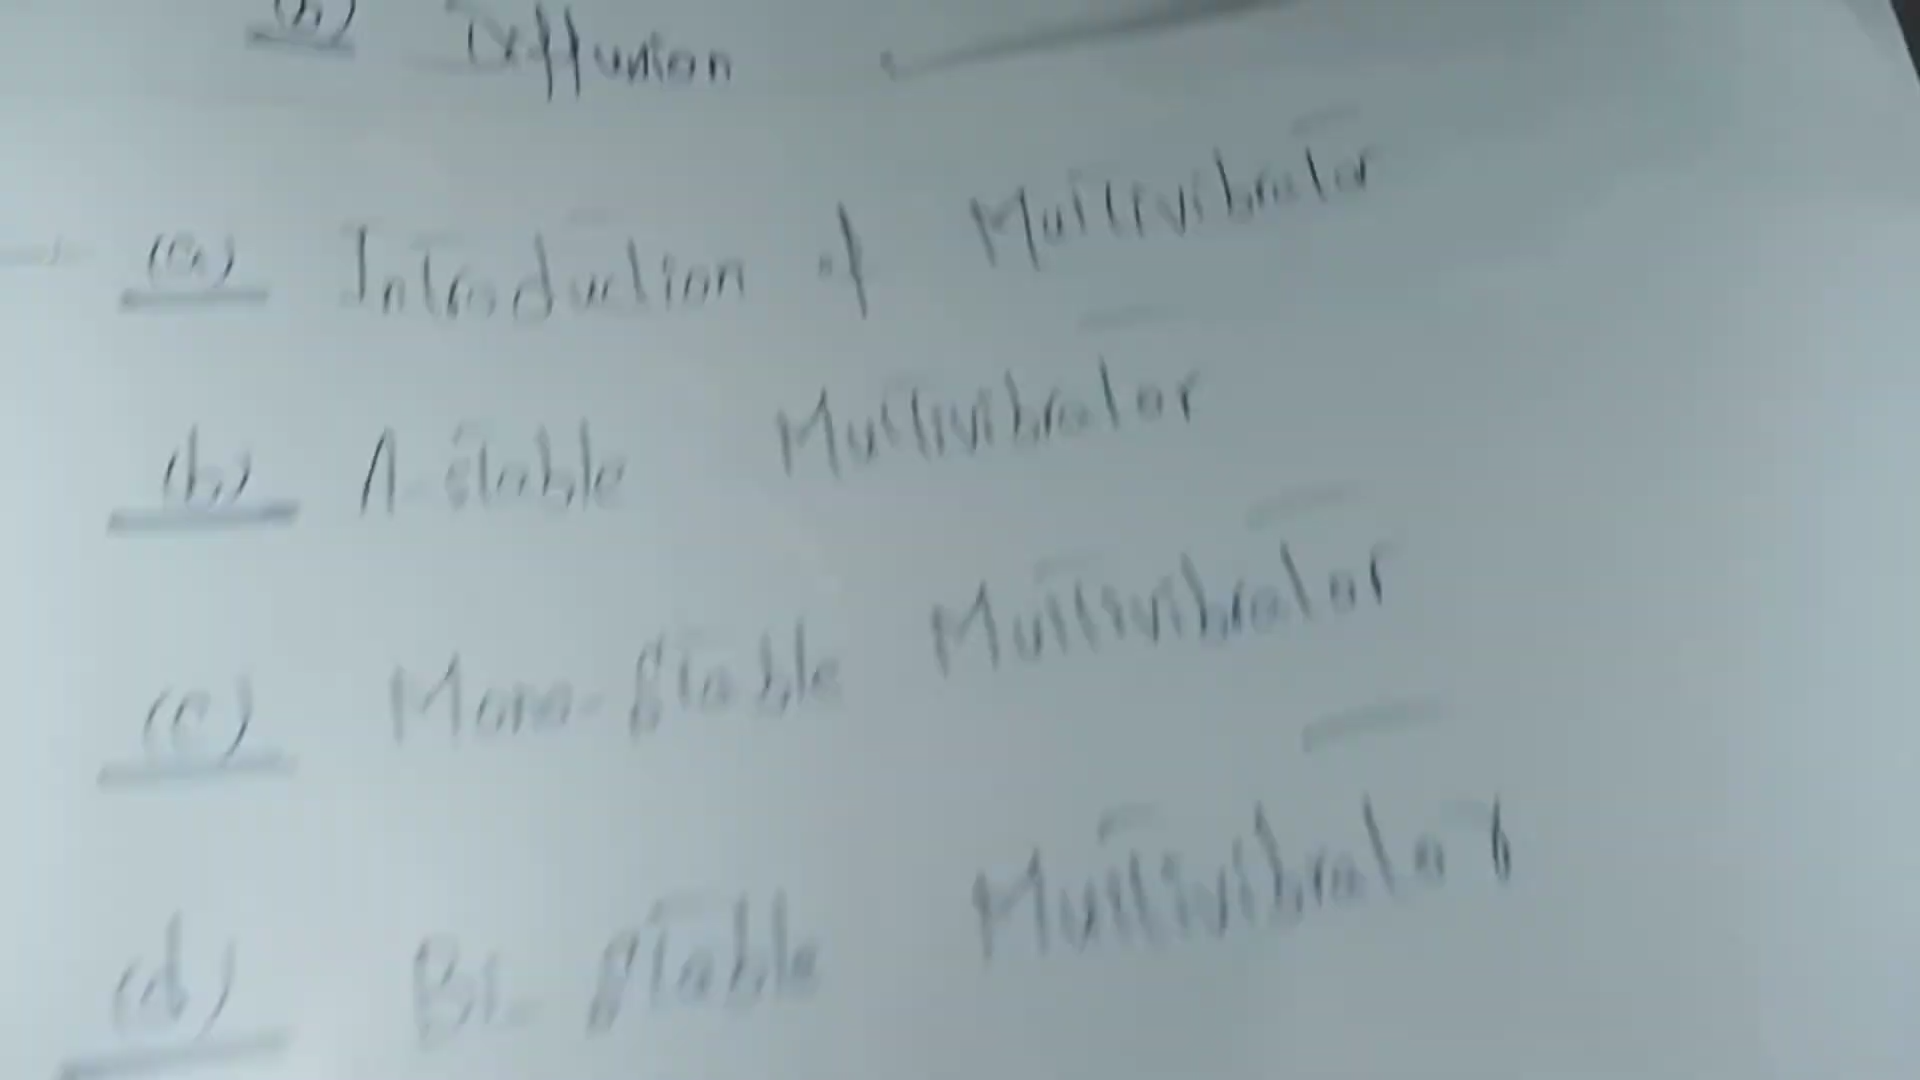 (b) Diffusion
(a) Introduction of Multivibrator
(b) A-stable Multivibrator
(c) Mono-stable Multivibrator
(d) Bi-stable Multivibrator